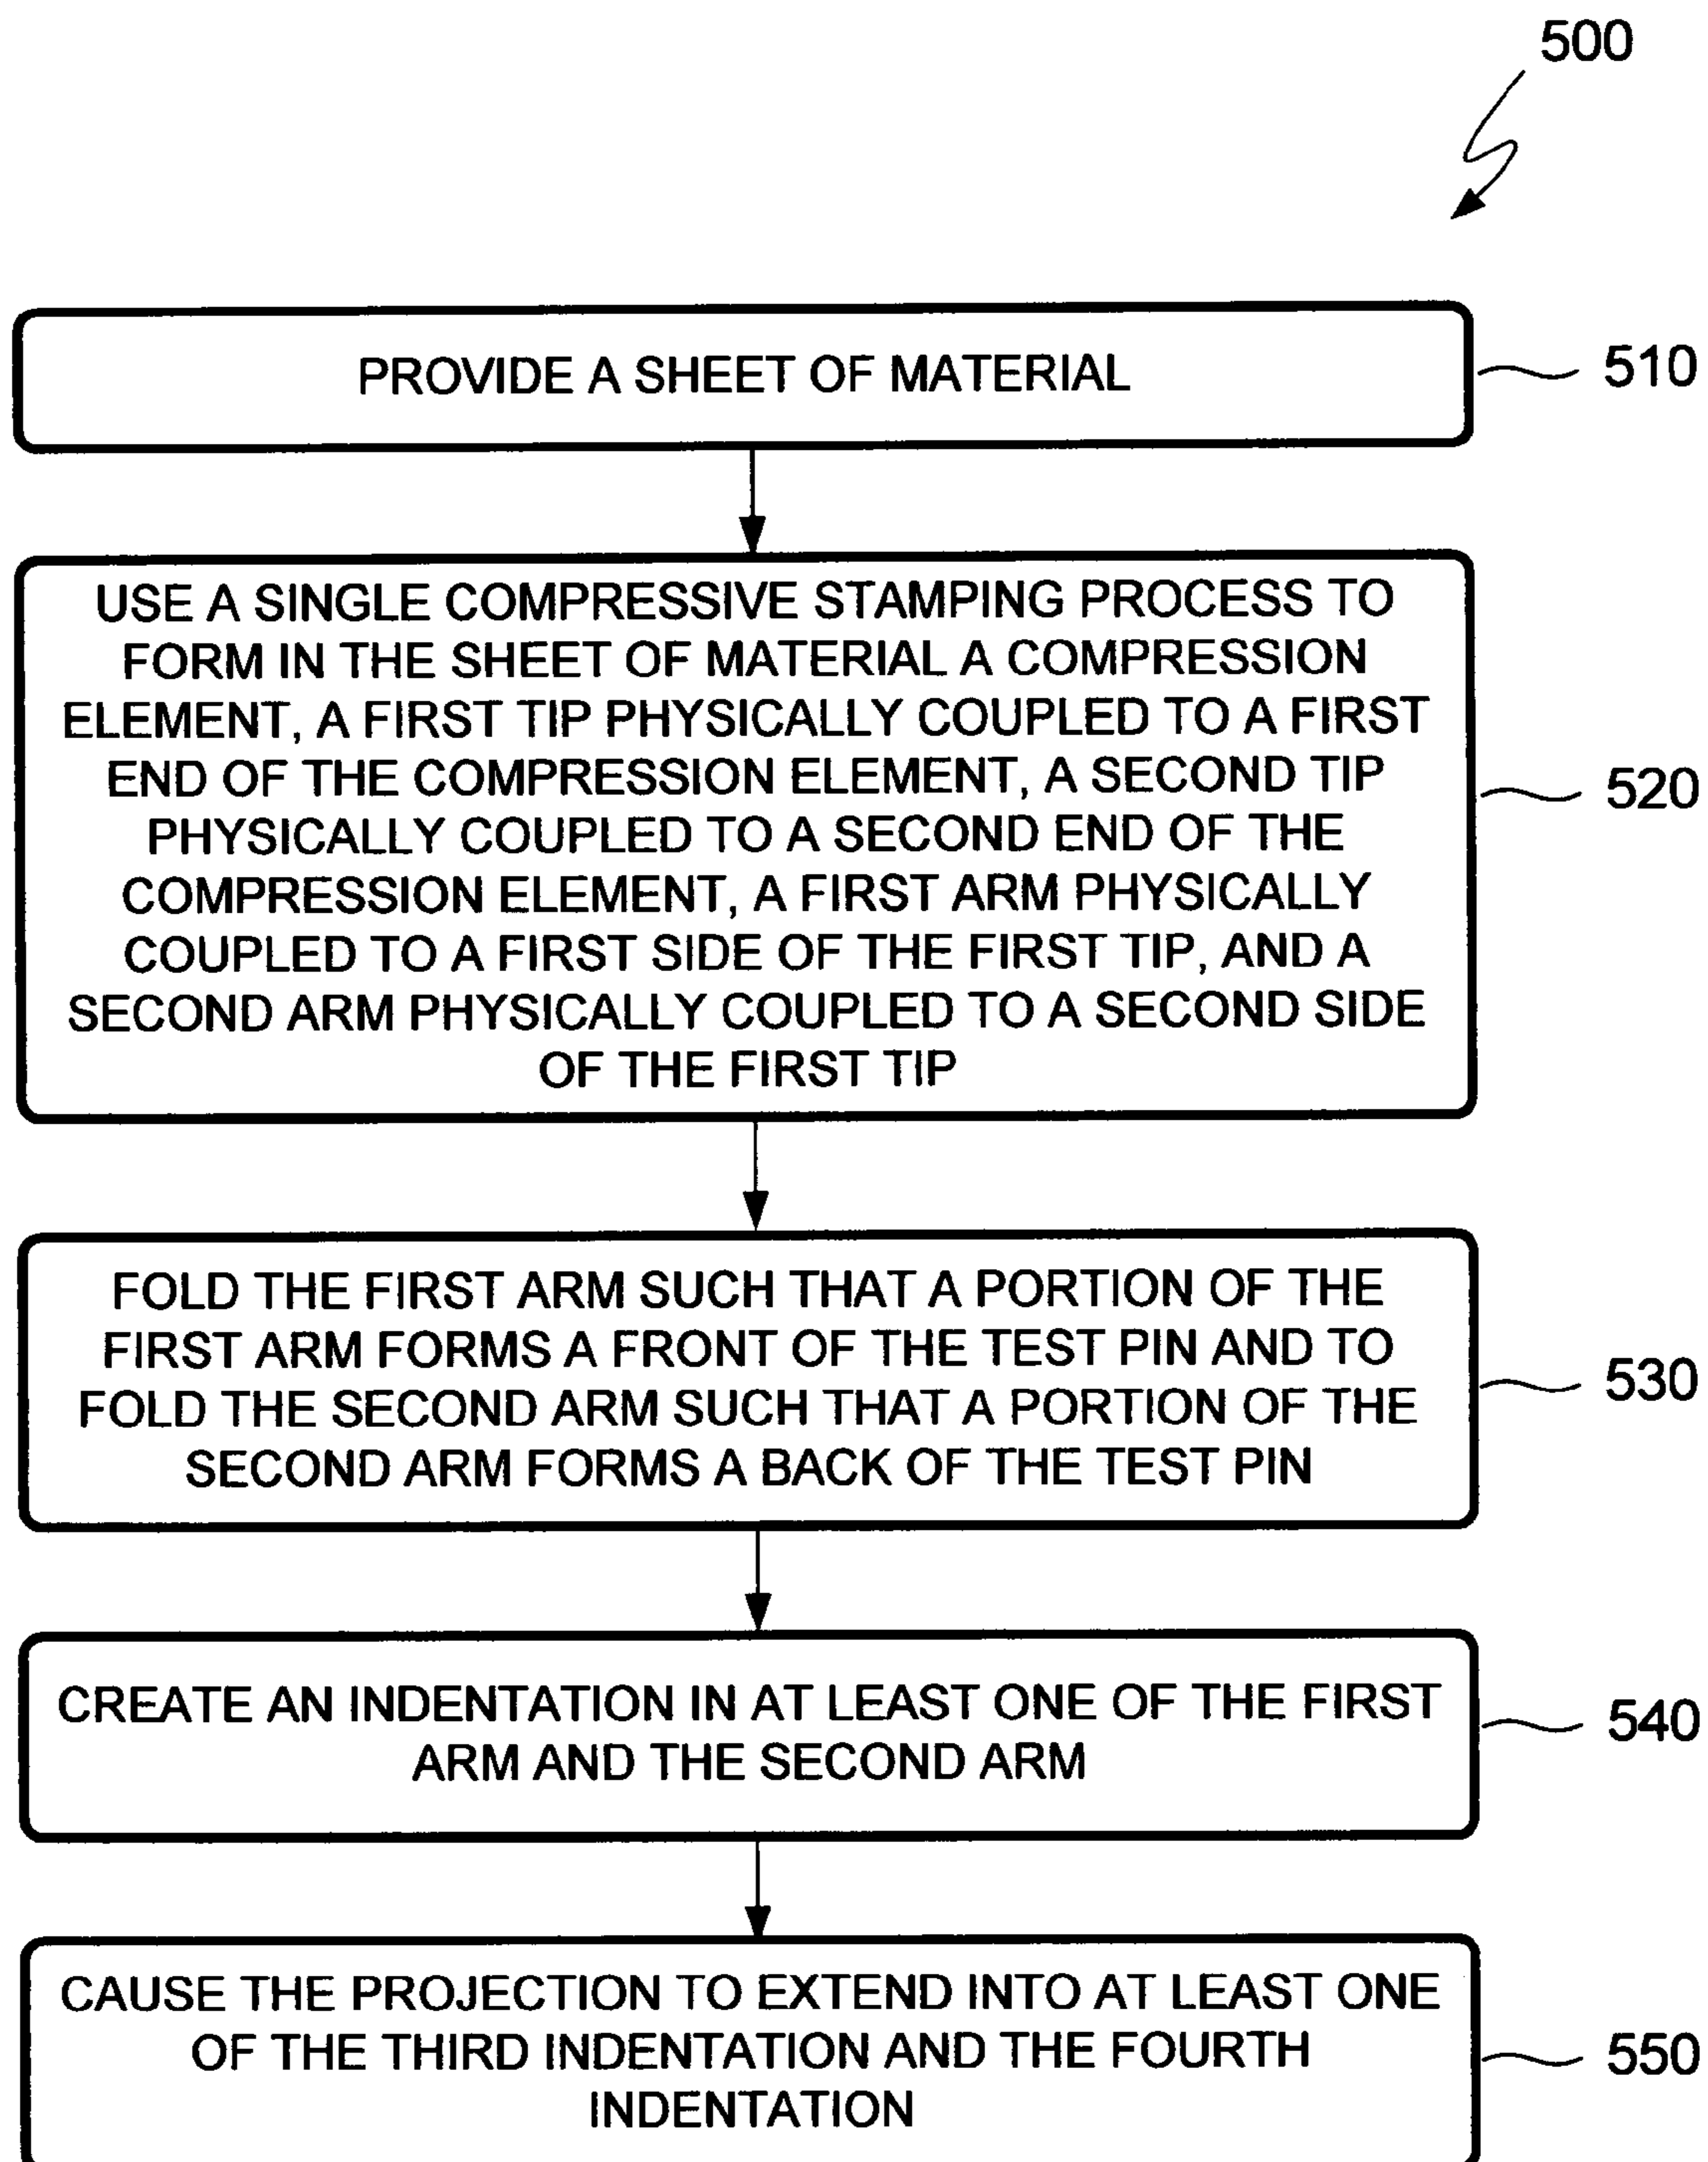 500
PROVIDE A SHEET OF MATERIAL
510
USE A SINGLE COMPRESSIVE STAMPING PROCESS TO
FORM IN THE SHEET OF MATERIAL A COMPRESSION
ELEMENT, A FIRST TIP PHYSICALLY COUPLED TO A FIRST
END OF THE COMPRESSION ELEMENT, A SECOND TIP
PHYSICALLY COUPLED TO A SECOND END OF THE
COMPRESSION ELEMENT, A FIRST ARM PHYSICALLY
COUPLED TO A FIRST SIDE OF THE FIRST TIP, AND A
SECOND ARM PHYSICALLY COUPLED TO A SECOND SIDE
OF THE FIRST TIP
520
FOLD THE FIRST ARM SUCH THAT A PORTION OF THE
FIRST ARM FORMS A FRONT OF THE TEST PIN AND TO
FOLD THE SECOND ARM SUCH THAT A PORTION OF THE
SECOND ARM FORMS A BACK OF THE TEST PIN
530
CREATE AN INDENTATION IN AT LEAST ONE OF THE FIRST
ARM AND THE SECOND ARM
540
CAUSE THE PROJECTION TO EXTEND INTO AT LEAST ONE
OF THE THIRD INDENTATION AND THE FOURTH
INDENTATION
550